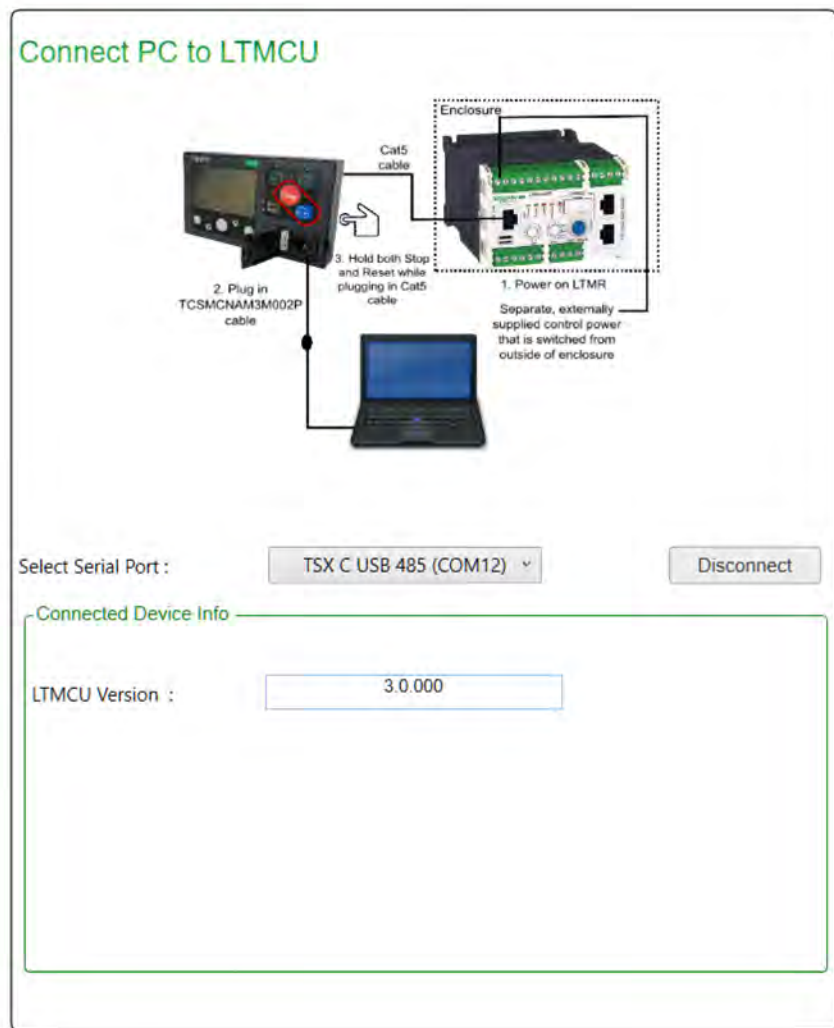 Connect PC to LTMCU
Enclosure
Cat5
cable
3. Hold both Stop
and Reset while
plugging in Cat5
cable
2. Plug in
TCSMCNAM3M002P
cable
1. Power on LTMR
Separate, externally
supplied control power
that is switched from
outside of enclosure
Select Serial Port :
TSX C USB 485 (COM12)
Disconnect
Connected Device Info
LTMCU Version :
3.0.000